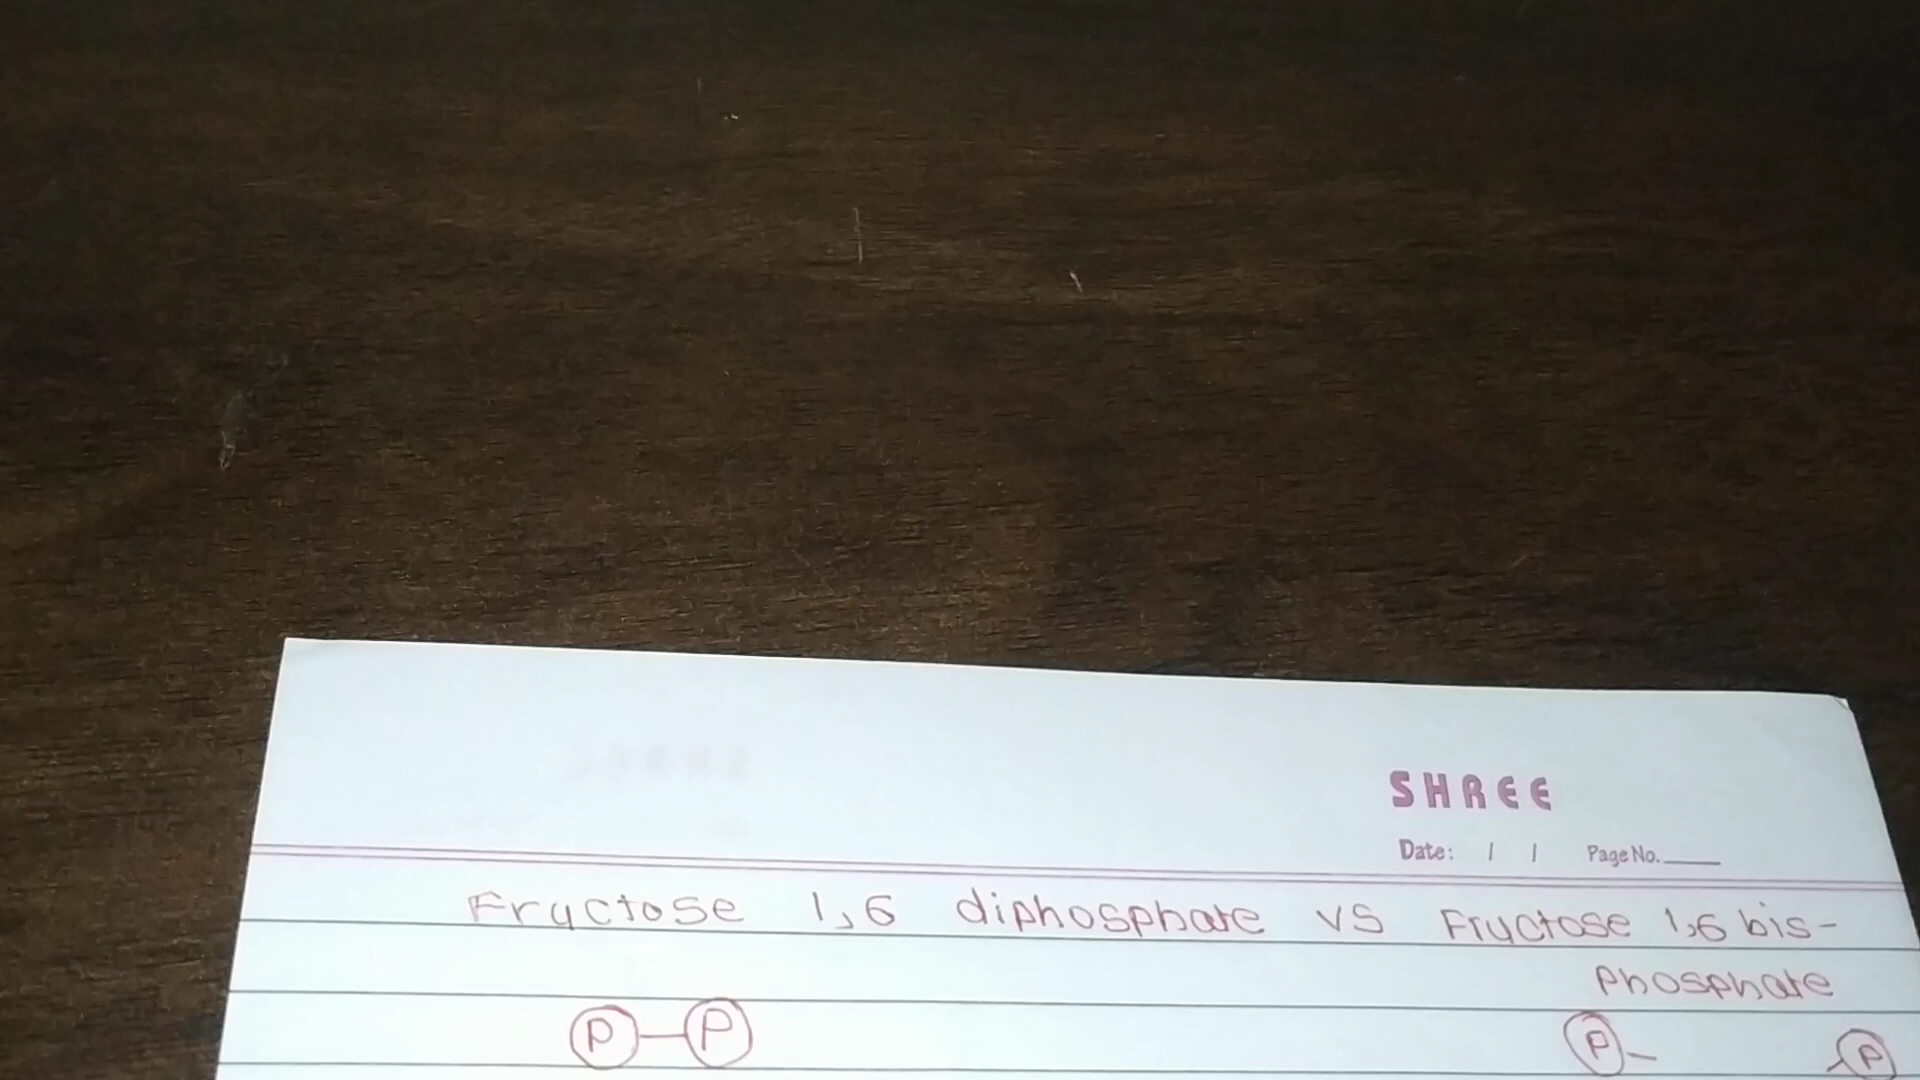 SHREE
Date: / / Page No.
Fructose 1,6 diphosphate vs Fructose 1,6 bis-
phosphate
P P P P